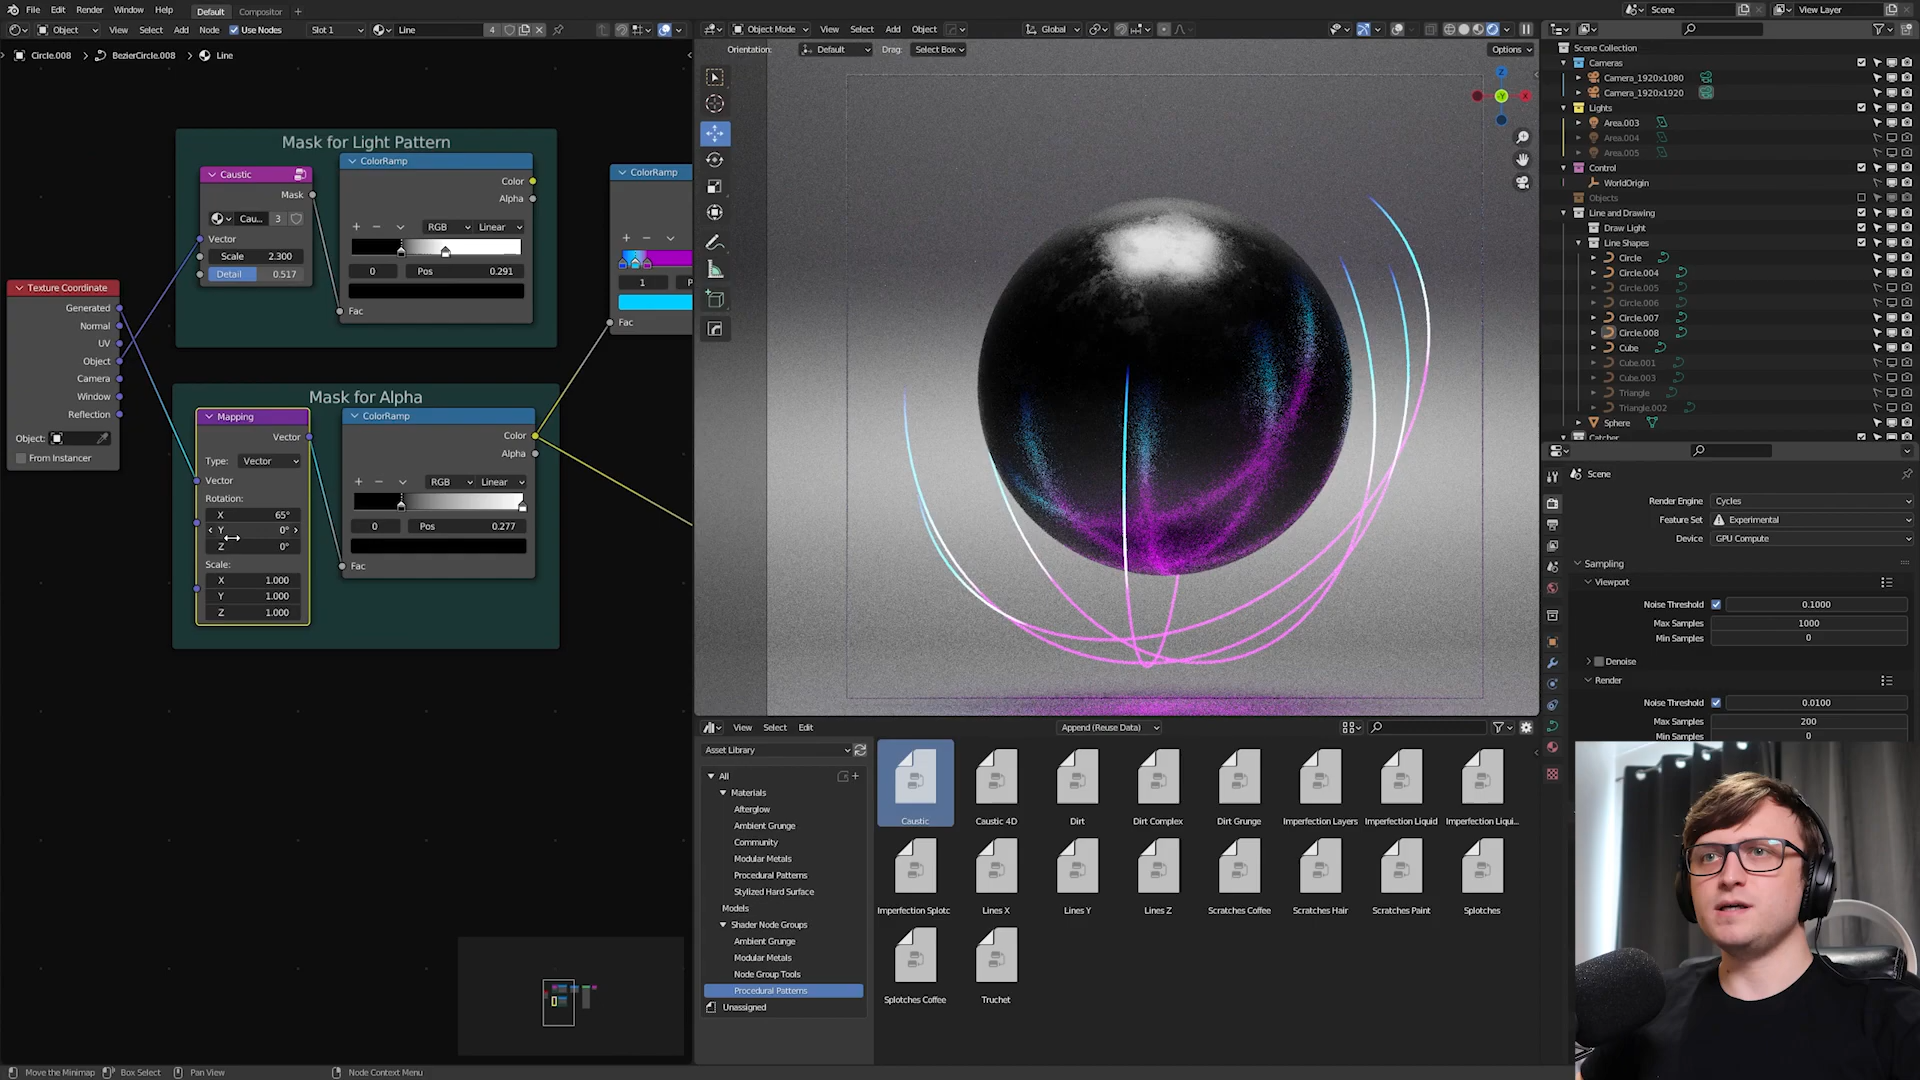 File Edit Render Window Help Default Compositor + Scene View Layer
Object View Select Add Node Use Nodes Slot 1 Line 4
Circle.008 BezierCircle.008 Line
Mask for Light Pattern
Caustic
Mask
Cau... 3
Vector
Scale 2.300
Detail 0.517
ColorRamp
Color
Alpha
RGB Linear
0 Pos 0.291
Fac
ColorRamp
1 P
Fac
Texture Coordinate
Generated
Normal
UV
Object
Camera
Window
Reflection
Object:
From Instancer
Mask for Alpha
Mapping
Vector
Type: Vector
Vector
Rotation:
X 65°
Y 0°
Z 0°
Scale:
X 1.000
Y 1.000
Z 1.000
ColorRamp
Color
Alpha
RGB Linear
0 Pos 0.277
Fac
Object Mode View Select Add Object Global
Orientation: Default Drag: Select Box Options
Z
Y
X
View Select Edit Append (Reuse Data)
Asset Library
All
Materials
Afterglow
Ambient Grunge
Community
Modular Metals
Procedural Patterns
Stylized Hard Surface
Models
Shader Node Groups
Ambient Grunge
Modular Metals
Node Group Tools
Procedural Patterns
Unassigned
Caustic Caustic 4D Dirt Dirt Complex Dirt Grunge Imperfection Layers Imperfection Liquid Imperfection Liqui...
Imperfection Splotc Lines X Lines Y Lines Z Scratches Coffee Scratches Hair Scratches Paint Splotches
Splotches Coffee Truchet
Scene Collection
Cameras
Camera_1920x1080
Camera_1920x1920
Lights
Area.003
Area.004
Area.005
Control
WorldOrigin
Objects
Line and Drawing
Draw Light
Line Shapes
Circle
Circle.004
Circle.005
Circle.006
Circle.007
Circle.008
Cube
Cube.001
Cube.003
Triangle
Triangle.002
Sphere
Catcher
Scene
Render Engine Cycles
Feature Set Experimental
Device GPU Compute
Sampling
Viewport
Noise Threshold 0.1000
Max Samples 1000
Min Samples 0
Denoise
Render
Noise Threshold 0.0100
Max Samples 200
Min Samples 0
Move the Minimap Box Select Pan View Node Context Menu